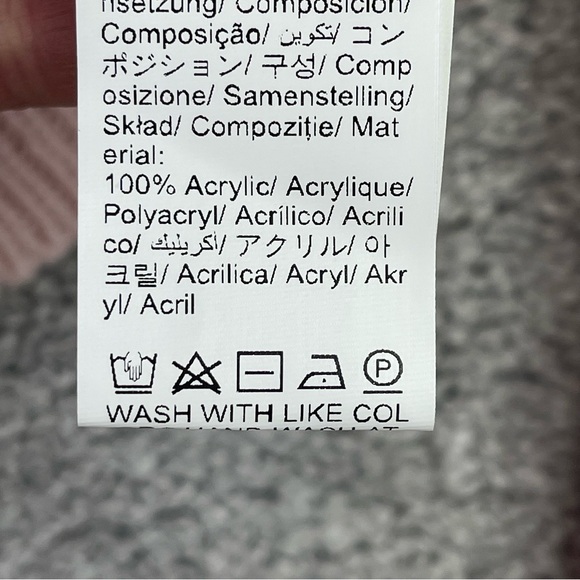 nsetzung/ Composición/
Composição/ تكوين/ コン
ポジション/ 구성/ Comp
osizione/ Samenstelling/
Skład/ Compoziție/ Mat
erial:
100% Acrylic/ Acrylique/
Polyacryl/ Acrílico/ Acrili
co/ أكريليك/ アクリル/ 아
크릴/ Acrilica/ Acryl/ Akr
yl/ Acril
P
WASH WITH LIKE COL